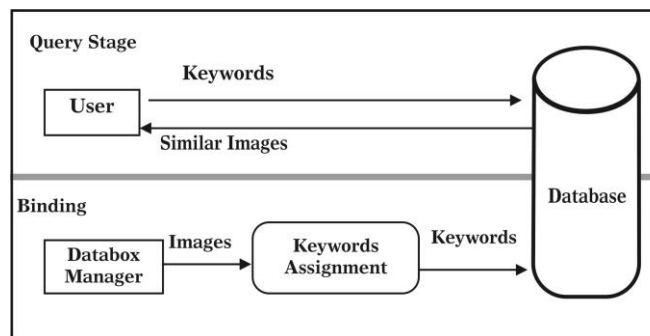 Query Stage
Keywords
User
Similar Images
Database
Binding
Images
Keywords
Databox
Manager
Keywords
Assignment